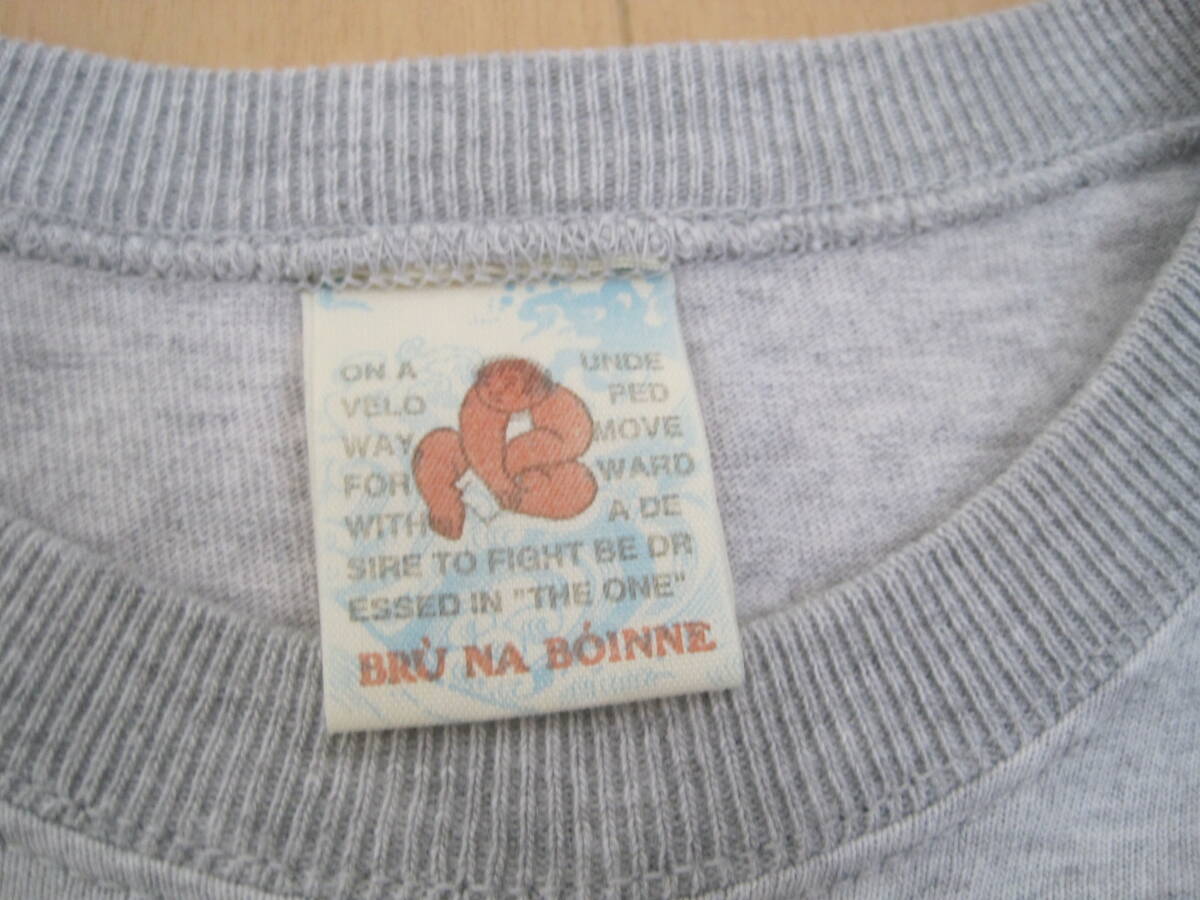 ON A UNDE
VELO PED
WAY MOVE
FOR WARD
WITH A DE
SIRE TO FIGHT BE DR
ESSED IN "THE ONE"
BRÙ NA BÓINNE